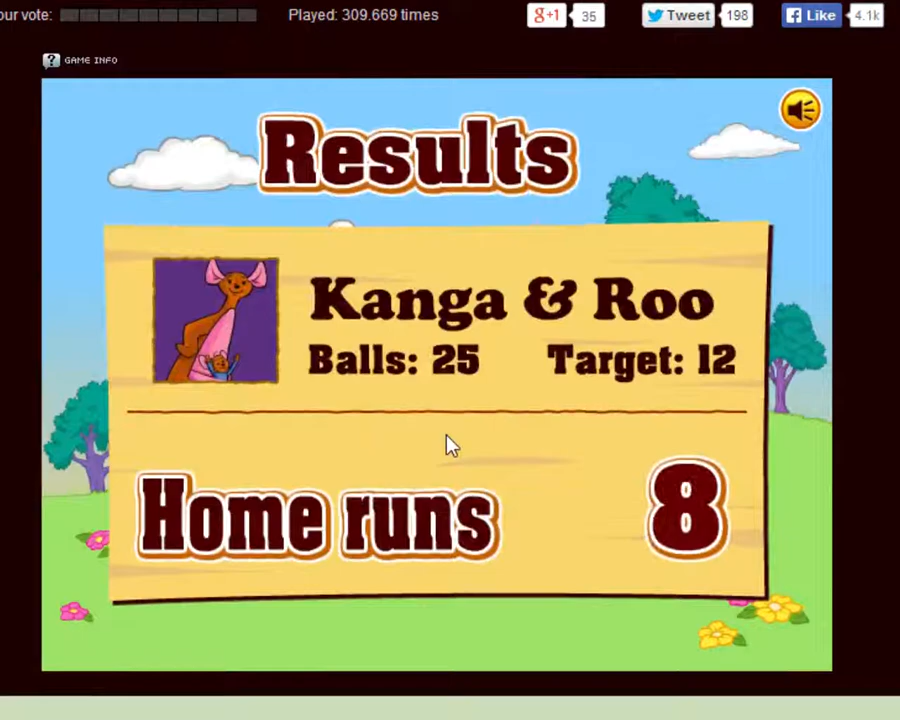 our vote: Played: 309.669 times +1 35 Tweet 198 Like 4.1k
? GAME INFO
Results
Kanga & Roo
Balls: 25 Target: 12
Home runs 8